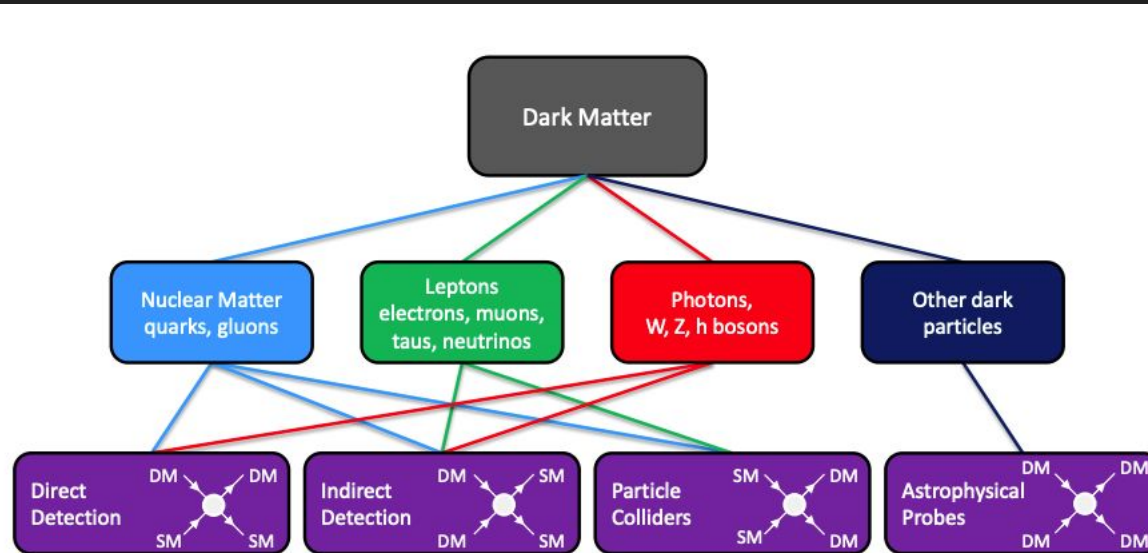 Dark Matter
Nuclear Matter
quarks, gluons
Leptons
electrons, muons,
taus, neutrinos
Photons,
W, Z, h bosons
Other dark
particles
Direct
Detection
DM DM
SM SM
Indirect
Detection
DM SM
DM SM
Particle
Colliders
SM DM
SM DM
Astrophysical
Probes
DM DM
DM DM